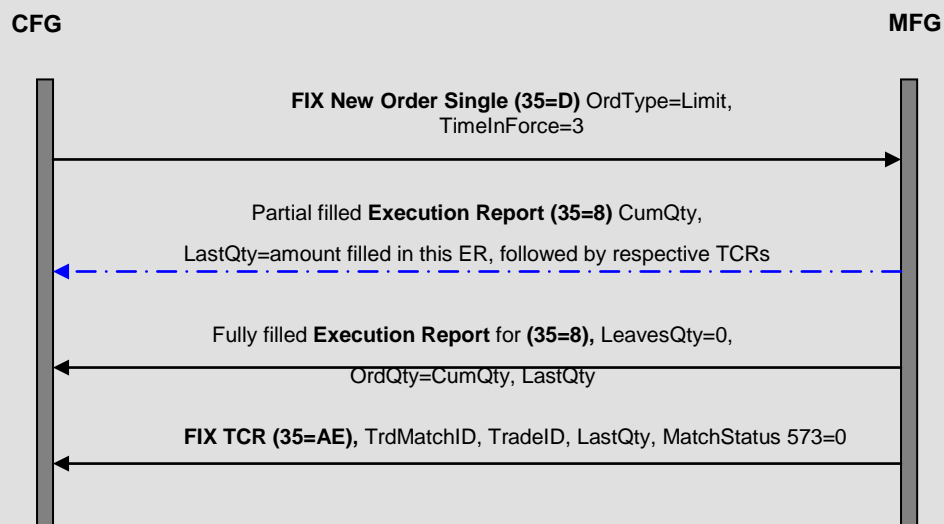 CFG
MFG
FIX New Order Single (35=D) OrdType=Limit,
TimeInForce=3
Partial filled Execution Report (35=8) CumQty,
LastQty=amount filled in this ER, followed by respective TCRs
Fully filled Execution Report for (35=8), LeavesQty=0,
OrdQty=CumQty, LastQty
FIX TCR (35=AE), TrdMatchID, TradeID, LastQty, MatchStatus 573=0